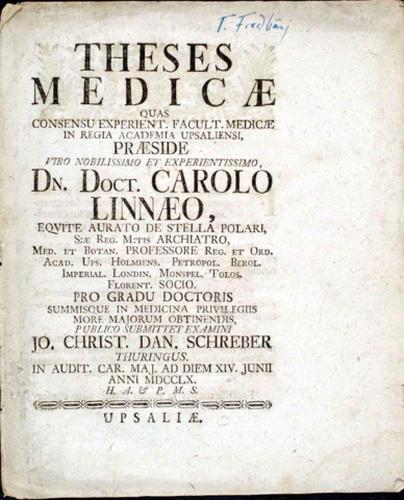 T. Fredbärj
THESES
MEDICÆ
QUAS
CONSENSU EXPERIENT. FACULT. MEDICÆ
IN REGIA ACADEMIA UPSALIENSI,
PRÆSIDE
VIRO NOBILISSIMO ET EXPERIENTISSIMO,
DN. DOCT. CAROLO
LINNÆO,
EQVITE AURATO DE STELLA POLARI,
S:Æ REG. M:TIS ARCHIATRO,
MED. ET BOTAN. PROFESSORE REG. ET ORD.
ACAD. UPS. HOLMIENS. PETROPOL. BEROL.
IMPERIAL. LONDIN. MONSPEL. TOLOS.
FLORENT. SOCIO.
PRO GRADU DOCTORIS
SUMMISQUE IN MEDICINA PRIVILEGIIS
MORE MAJORUM OBTINENDIS,
PUBLICO SUBMITTET EXAMINI
JO. CHRIST. DAN. SCHREBER
THURINGUS.
IN AUDIT. CAR. MAJ. AD DIEM XIV. JUNII
ANNI MDCCLX.
H. A. & P. M. S.
UPSALIÆ.